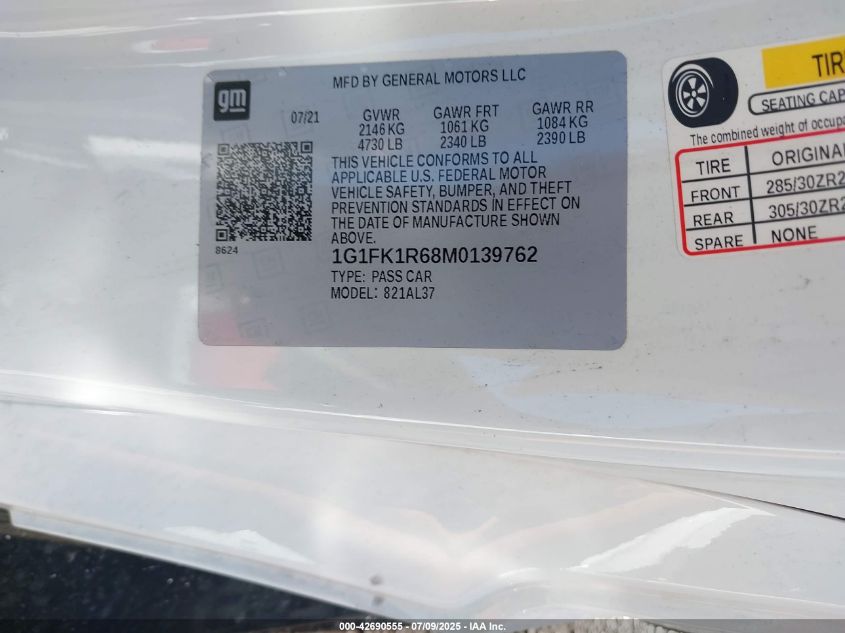 gm
MFD BY GENERAL MOTORS LLC
07/21
GVWR GAWR FRT GAWR RR
2146 KG 1061 KG 1084 KG
4730 LB 2340 LB 2390 LB
THIS VEHICLE CONFORMS TO ALL
APPLICABLE U.S. FEDERAL MOTOR
VEHICLE SAFETY, BUMPER, AND THEFT
PREVENTION STANDARDS IN EFFECT ON
THE DATE OF MANUFACTURE SHOWN
ABOVE.
8624
1G1FK1R68M0139762
TYPE: PASS CAR
MODEL: 821AL37
SEATING CAP
The combined weight of
TIRE ORIGINA
FRONT 285/30ZR2
REAR 305/30ZR2
SPARE NONE
000-42690555 - 07/09/2025 - IAA Inc.